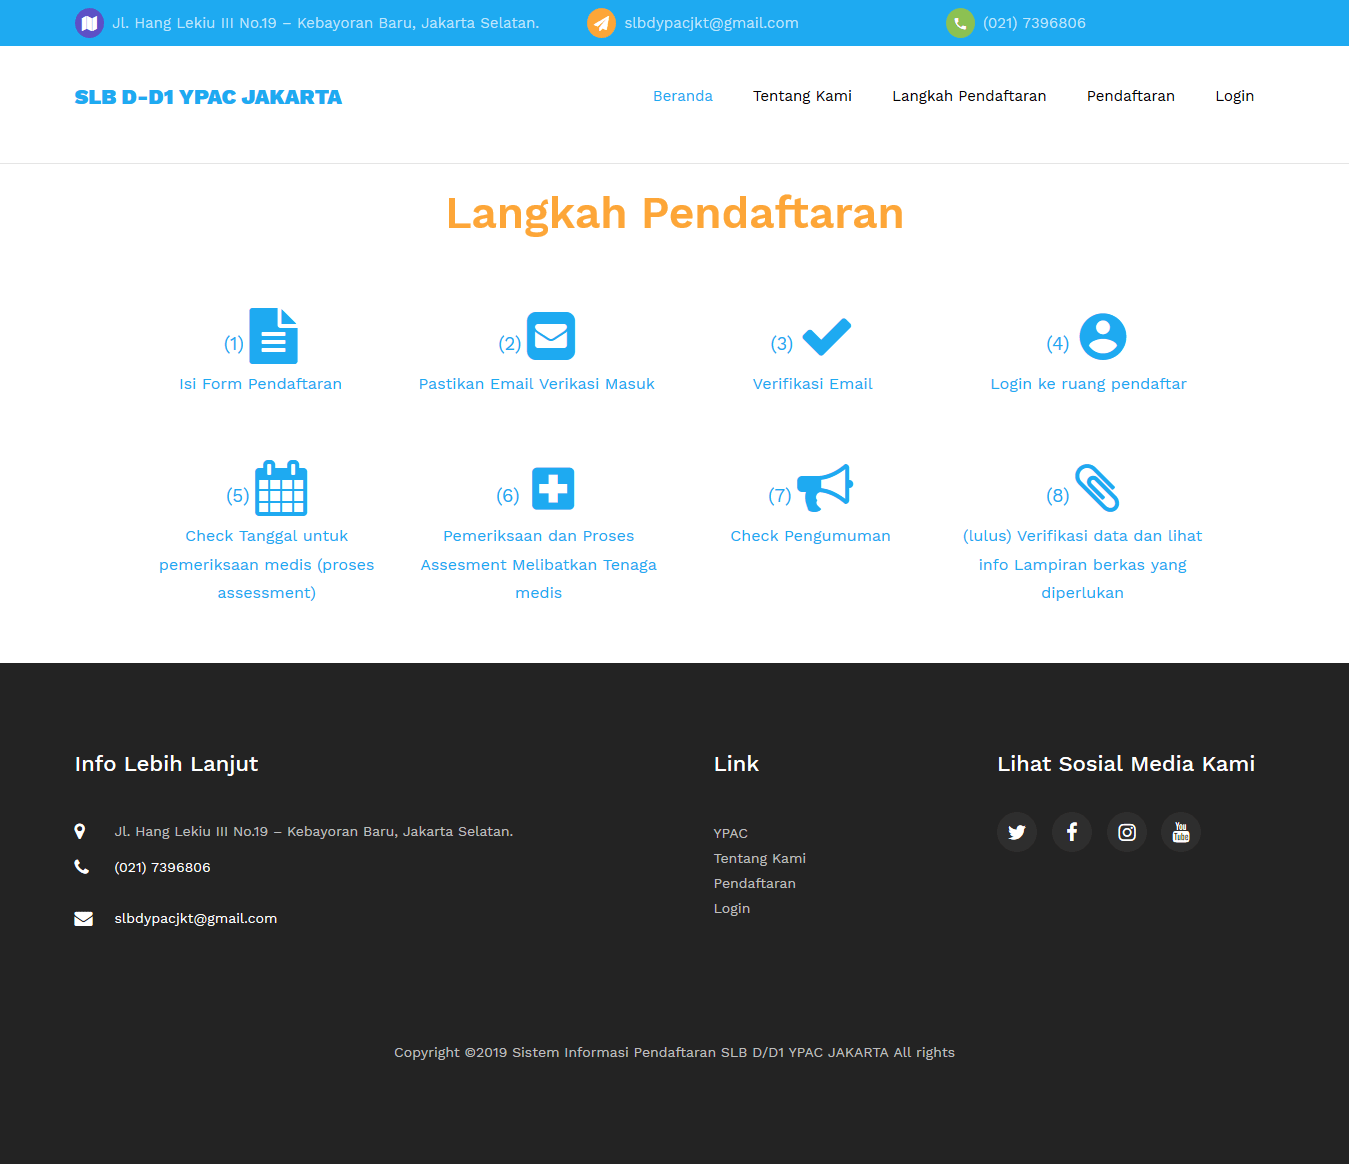 Jl. Hang Lekiu III No.19 – Kebayoran Baru, Jakarta Selatan.
slbdypacjkt@gmail.com
(021) 7396806
SLB D-D1 YPAC JAKARTA
Beranda
Tentang Kami
Langkah Pendaftaran
Pendaftaran
Login
Langkah Pendaftaran
(1)
Isi Form Pendaftaran
(2)
Pastikan Email Verikasi Masuk
(3)
Verifikasi Email
(4)
Login ke ruang pendaftar
(5)
Check Tanggal untuk
pemeriksaan medis (proses
assessment)
(6)
Pemeriksaan dan Proses
Assesment Melibatkan Tenaga
medis
(7)
Check Pengumuman
(8)
(lulus) Verifikasi data dan lihat
info Lampiran berkas yang
diperlukan
Info Lebih Lanjut
Jl. Hang Lekiu III No.19 – Kebayoran Baru, Jakarta Selatan.
(021) 7396806
slbdypacjkt@gmail.com
Link
YPAC
Tentang Kami
Pendaftaran
Login
Lihat Sosial Media Kami
You
Tube
Copyright ©2019 Sistem Informasi Pendaftaran SLB D/D1 YPAC JAKARTA All rights